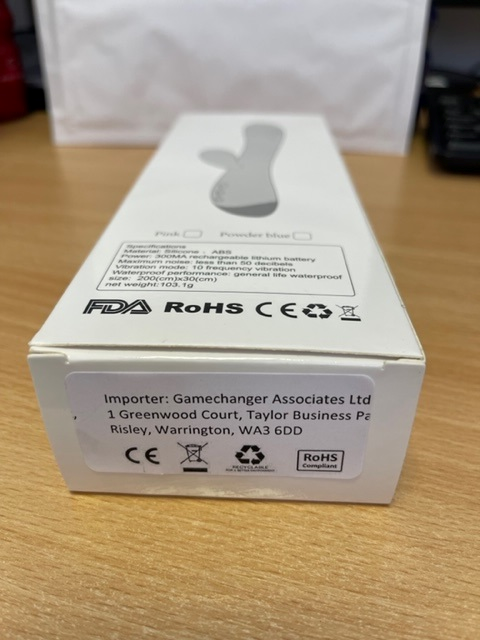 Pink Powder blue
Specifications
Material: Silicone - ABS
Power: 300MA rechargeable lithium battery
Maximum noise: less than 50 decibels
Vibration mode: 10 frequency vibration
Waterproof performance: general life waterproof
size: 200(cm)x30(cm)
net weight:103.1g
FDA RoHS CE
Importer: Gamechanger Associates Ltd
1 Greenwood Court, Taylor Business Pa
Risley, Warrington, WA3 6DD
CE RECYCLABLE RoHS
Compliant